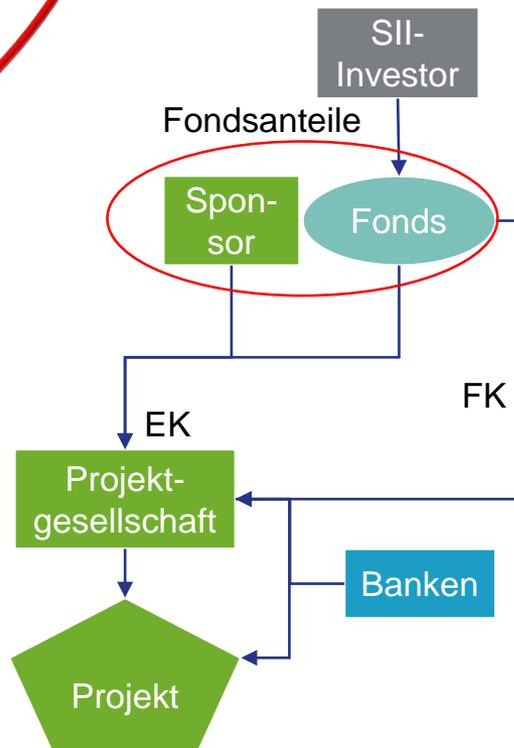 SII-
Investor
Fondsanteile
Spon-
sor
Fonds
FK
EK
Projekt-
gesellschaft
Banken
Projekt